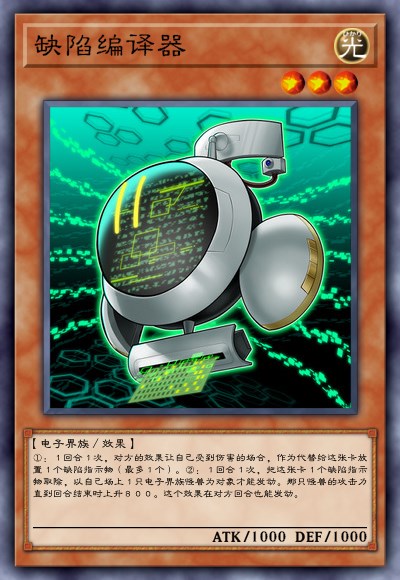 缺陷编译器
光
ひかり
【电子界族／效果】
①：1回合1次，对方的效果让自己受到伤害的场合，作为代替给这张卡放
置1个缺陷指示物（最多1个）。②：1回合1次，把这张卡1个缺陷指示
物取除，以自己场上1只电子界族怪兽为对象才能发动。那只怪兽的攻击力
直到回合结束时上升８００。这个效果在对方回合也能发动。
ATK/1000 DEF/1000